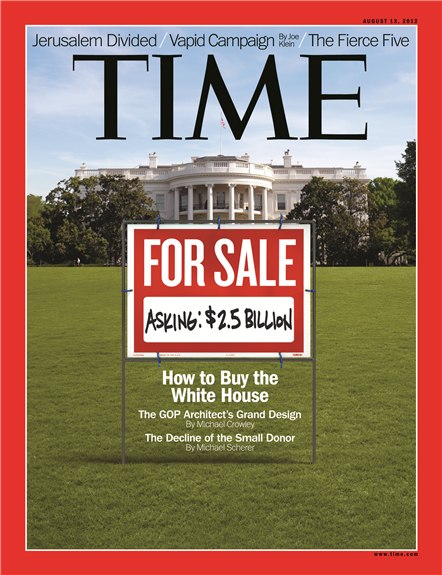 AUGUST 13, 2012
Jerusalem Divided / Vapid Campaign By Joe Klein / The Fierce Five
TIME
FOR SALE
ASKING: $2.5 BILLION
How to Buy the
White House
The GOP Architect's Grand Design
By Michael Crowley
The Decline of the Small Donor
By Michael Scherer
www.time.com